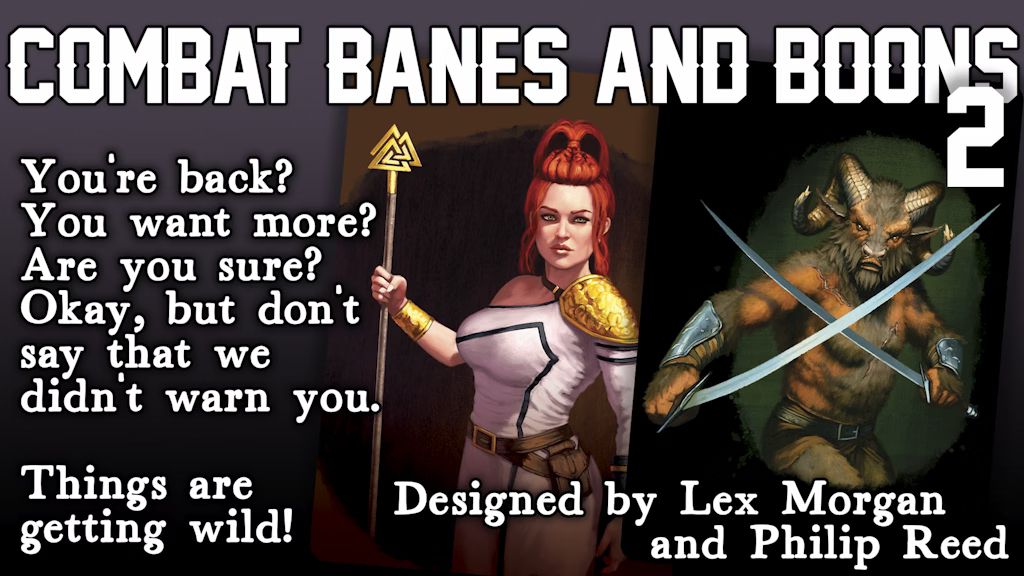 COMBAT BANES AND BOONS
2
You're back?
You want more?
Are you sure?
Okay, but don't
say that we
didn't warn you.
Things are
getting wild!
Designed by Lex Morgan
and Philip Reed